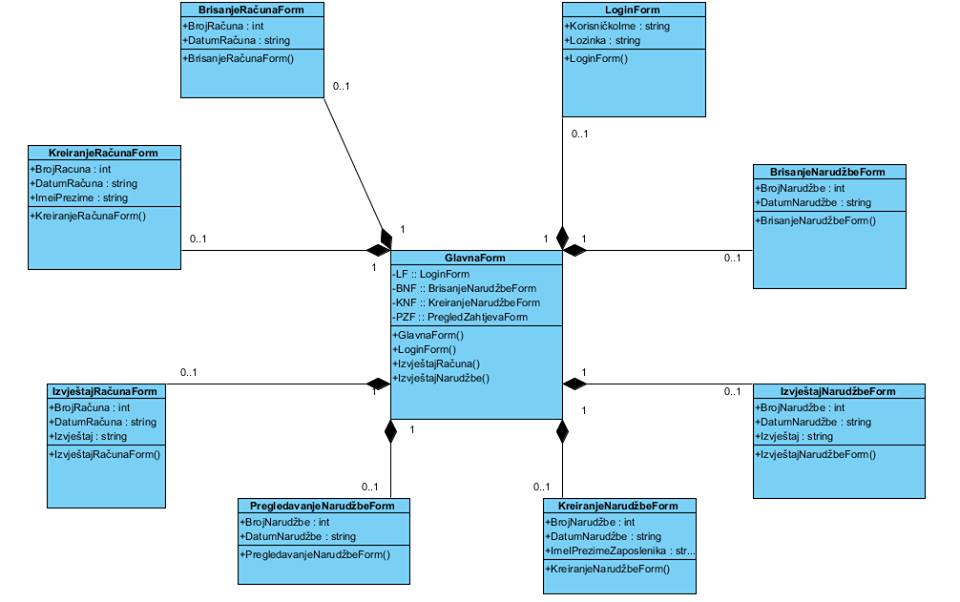 BrisanjeRačunaForm
+BrojRačuna : int
+DatumRačuna : string
+BrisanjeRačunaForm()
0..1
LoginForm
+KorisničkoIme : string
+Lozinka : string
+LoginForm()
0..1
KreiranjeRačunaForm
+BrojRacuna : int
+DatumRačuna : string
+ImeiPrezime : string
+KreiranjeRačunaForm()
0..1
BrisanjeNarudžbeForm
+BrojNarudžbe : int
+DatumNarudžbe : string
+BrisanjeNarudžbeForm()
0..1
1
1
1
1
GlavnaForm
-LF :: LoginForm
-BNF :: BrisanjeNarudžbeForm
-KNF :: KreiranjeNarudžbeForm
-PZF :: PregledZahtjevaForm
+GlavnaForm()
+LoginForm()
+IzvještajRačuna()
+IzvještajNarudžbe()
0..1
1
1
0..1
1
1
IzvještajRačunaForm
+BrojRačuna : int
+DatumRačuna : string
+Izvještaj : string
+IzvještajRačunaForm()
IzvještajNarudžbeForm
+BrojNarudžbe : int
+DatumNarudžbe : string
+Izvještaj : string
+IzvještajNarudžbeForm()
0..1
0..1
PregledavanjeNarudžbeForm
+BrojNarudžbe : int
+DatumNarudžbe : string
+PregledavanjeNarudžbeForm()
KreiranjeNarudžbeForm
+BrojNarudžbe : int
+DatumNarudžbe : string
+ImeIPrezimeZaposlenika : str...
+KreiranjeNarudžbeForm()